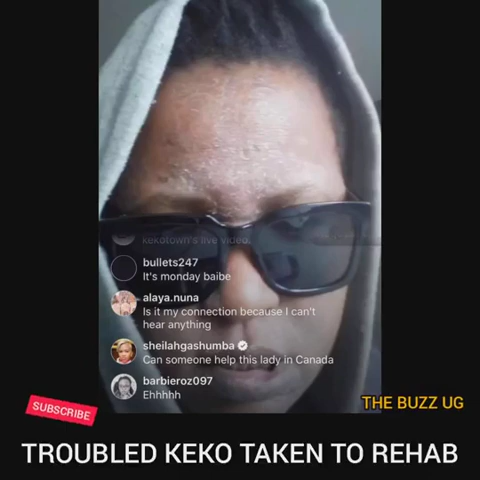 kekotown's live video.
bullets247
It's monday baibe
alaya.nuna
Is it my connection because I can't
hear anything
sheilahgashumba
Can someone help this lady in Canada
barbieroz097
Ehhhhh
SUBSCRIBE
THE BUZZ UG
TROUBLED KEKO TAKEN TO REHAB